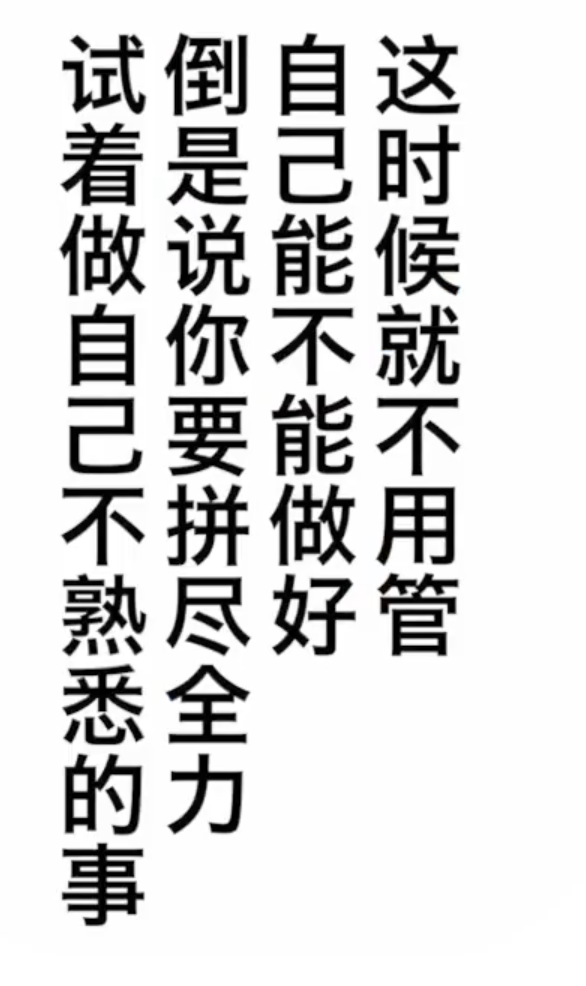 这时候就不用管
自己能不能做好
倒是说你要拼尽全力
试着做自己不熟悉的事